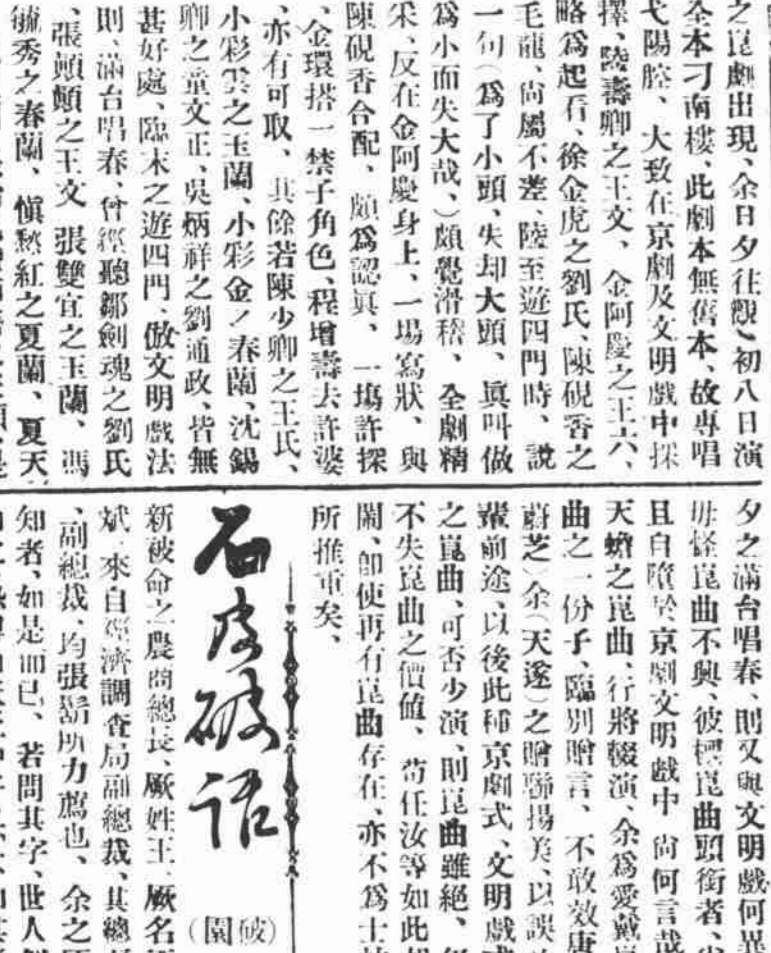 之崑劇出現、余日夕往觀、初八日演
全本刁南樓、此劇本無舊本、故專唱
弋陽腔、大致在京劇及文明戲中採
擇、陸壽卿之王文、金阿慶之王六、
略爲起看、徐金虎之劉氏、陳硯香之
毛龍、尙屬不差、陸至遊四門時、說
一句（爲了小頭、失却大頭、眞叫做
爲小而失大哉、）頗覺滑稽、全劇精
采、反在金阿慶身上、一場寫狀、與
陳硯香合配、頗爲認眞、一塲許探
、金環搭一禁子角色、程增壽去許婆
、亦有可取、其餘若陳少卿之王氏、
小彩雲之玉蘭、小彩金之春蘭、沈錫
卿之童文正、吳炳祥之劉通政、皆無
甚好處、臨末之遊四門、倣文明戲法
則、滿台唱春、曾經聽鄒劍魂之劉氏
、張頗頗之王文 張雙宜之玉蘭、馮
毓秀之春蘭、愼愁紅之夏蘭、夏天
夕之滿台唱春、則又與文明戲何異
毋怪崑曲不興、彼標崑曲頭銜者、
且自隳於京劇文明戲中 尙何言哉
天蟾之崑曲、行將輟演、余爲愛戴
曲之一份子、臨別贈言、不敢效唐
蔚芝）余（天遂）之贈聯揚美、以誤
輩前途、以後此種京劇式、文明戲
之崑曲、可否少演、則崑曲雖絕、
不失崑曲之價値、苟任汝等如此
鬧、卽使再有崑曲存在、亦不爲士
所推重矣、
石皮破話
（破園）
新被命之農商總長、厥姓王、厥名
斌、來自經濟調査局副總裁、其總
、副總裁、均張弧所力薦也、余之
知者、如是而已、若問其字、世人